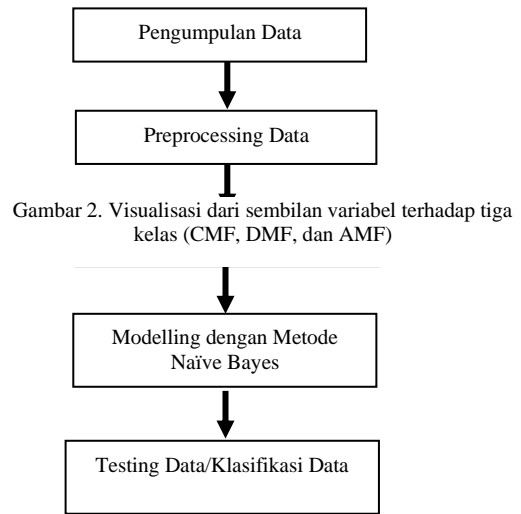 Pengumpulan Data
Preprocessing Data
Gambar 2. Visualisasi dari sembilan variabel terhadap tiga
kelas (CMF, DMF, dan AMF)
Modelling dengan Metode
Naïve Bayes
Testing Data/Klasifikasi Data